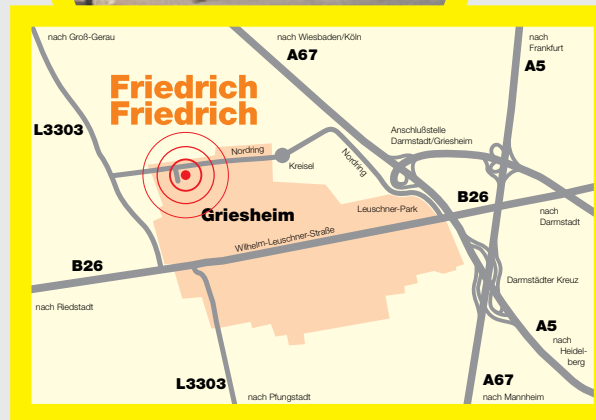 nach Groß-Gerau
nach Wiesbaden/Köln
nach
Frankfurt
A67
A5
Friedrich
Friedrich
L3303
Anschlußstelle
Darmstadt/Griesheim
Nordring
Kreisel
Nordring
B26
Leuschner-Park
Griesheim
nach
Darmstadt
Wilhelm-Leuschner-Straße
B26
Darmstädter Kreuz
nach Riedstadt
A5
nach
Heidel-
berg
L3303
A67
nach Pfungstadt
nach Mannheim